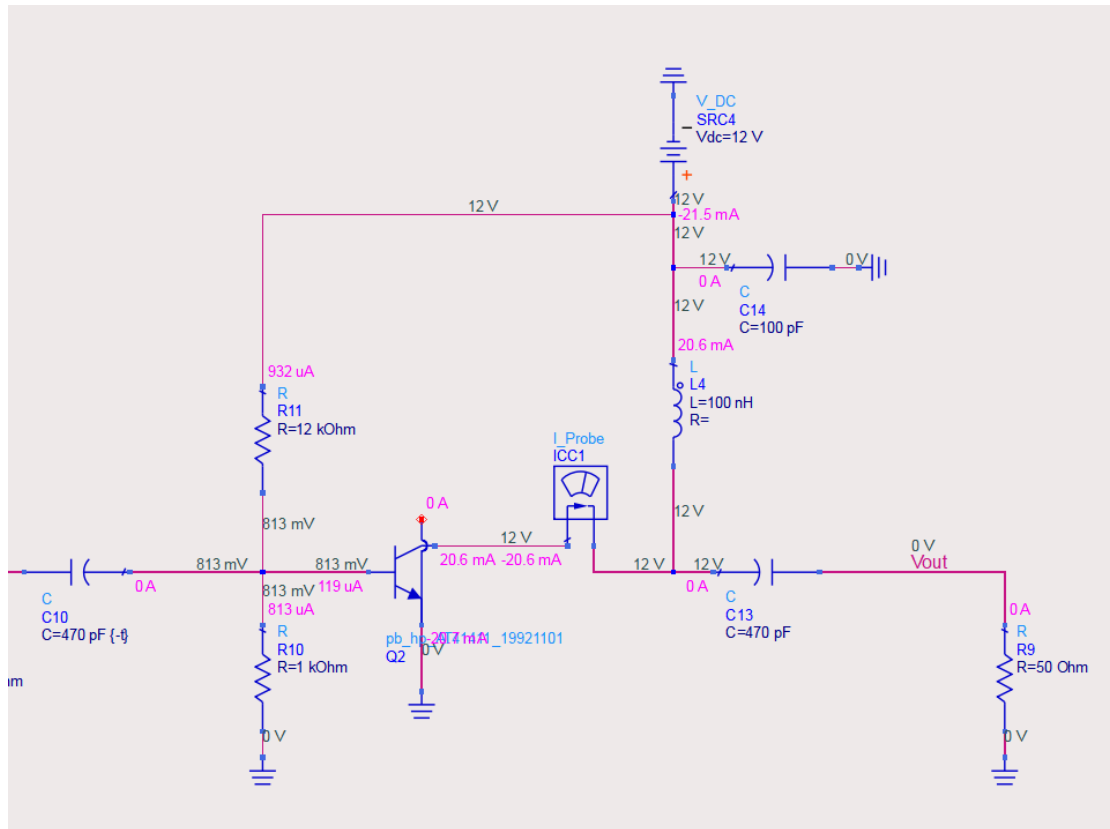 V_DC
SRC4
Vdc=12 V
12 V
-21.5 mA
12 V
12 V
12 V
0 V
0 A
C
C14
C=100 pF
12 V
20.6 mA
L
L4
L=100 nH
R=
932 uA
R
R11
R=12 kOhm
I_Probe
ICC1
0 A
12 V
813 mV
12 V
20.6 mA
-20.6 mA
813 mV
813 mV
0 A
119 uA
813 mV
813 uA
C
C10
C=470 pF {-t}
R
R10
R=1 kOhm
0 V
Q2
0 V
12 V
12 V
0 A
C
C13
C=470 pF
0 V
Vout
0 A
R
R9
R=50 Ohm
0 V